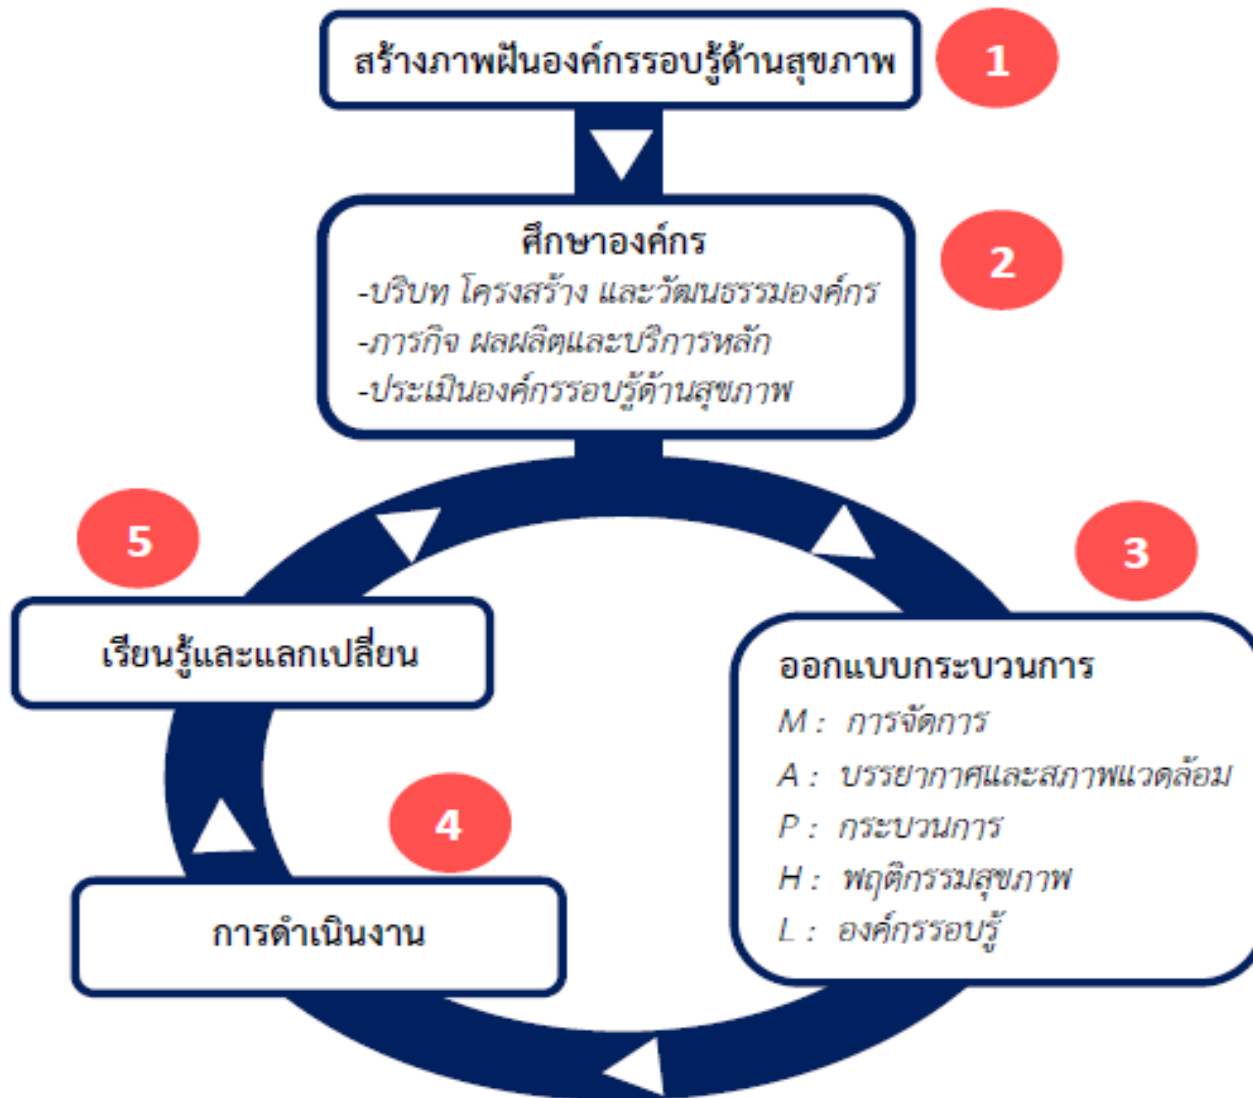 สร้างภาพฝันองค์กรรอบรู้ด้านสุขภาพ
1
ศึกษาองค์กร
-บริบท โครงสร้าง และวัฒนธรรมองค์กร
-ภารกิจ ผลผลิตและบริการหลัก
-ประเมินองค์กรรอบรู้ด้านสุขภาพ
2
3
ออกแบบกระบวนการ
M : การจัดการ
A : บรรยากาศและสภาพแวดล้อม
P : กระบวนการ
H : พฤติกรรมสุขภาพ
L : องค์กรรอบรู้
4
การดำเนินงาน
5
เรียนรู้และแลกเปลี่ยน